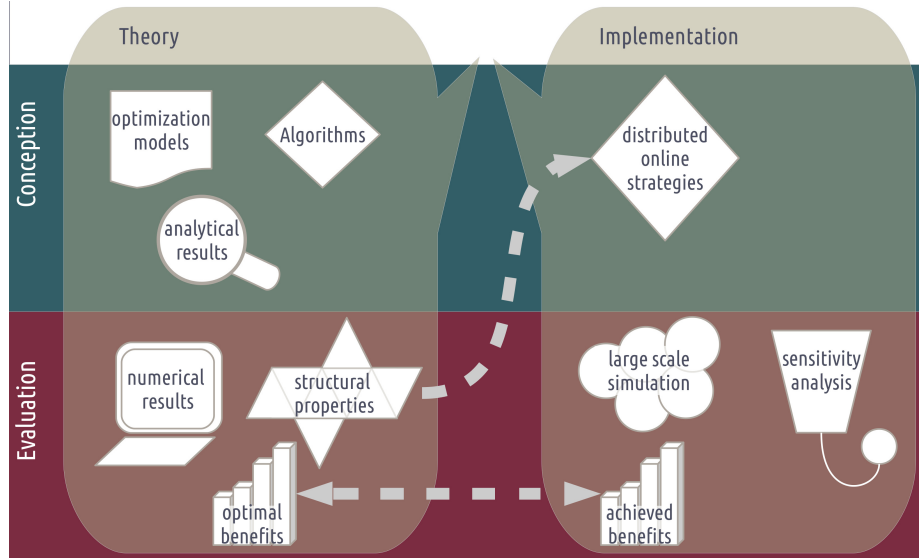 Theory
Implementation
Conception
optimization
models
Algorithms
distributed
online
strategies
analytical
results
Evaluation
numerical
results
structural
properties
large scale
simulation
sensitivity
analysis
optimal
benefits
achieved
benefits